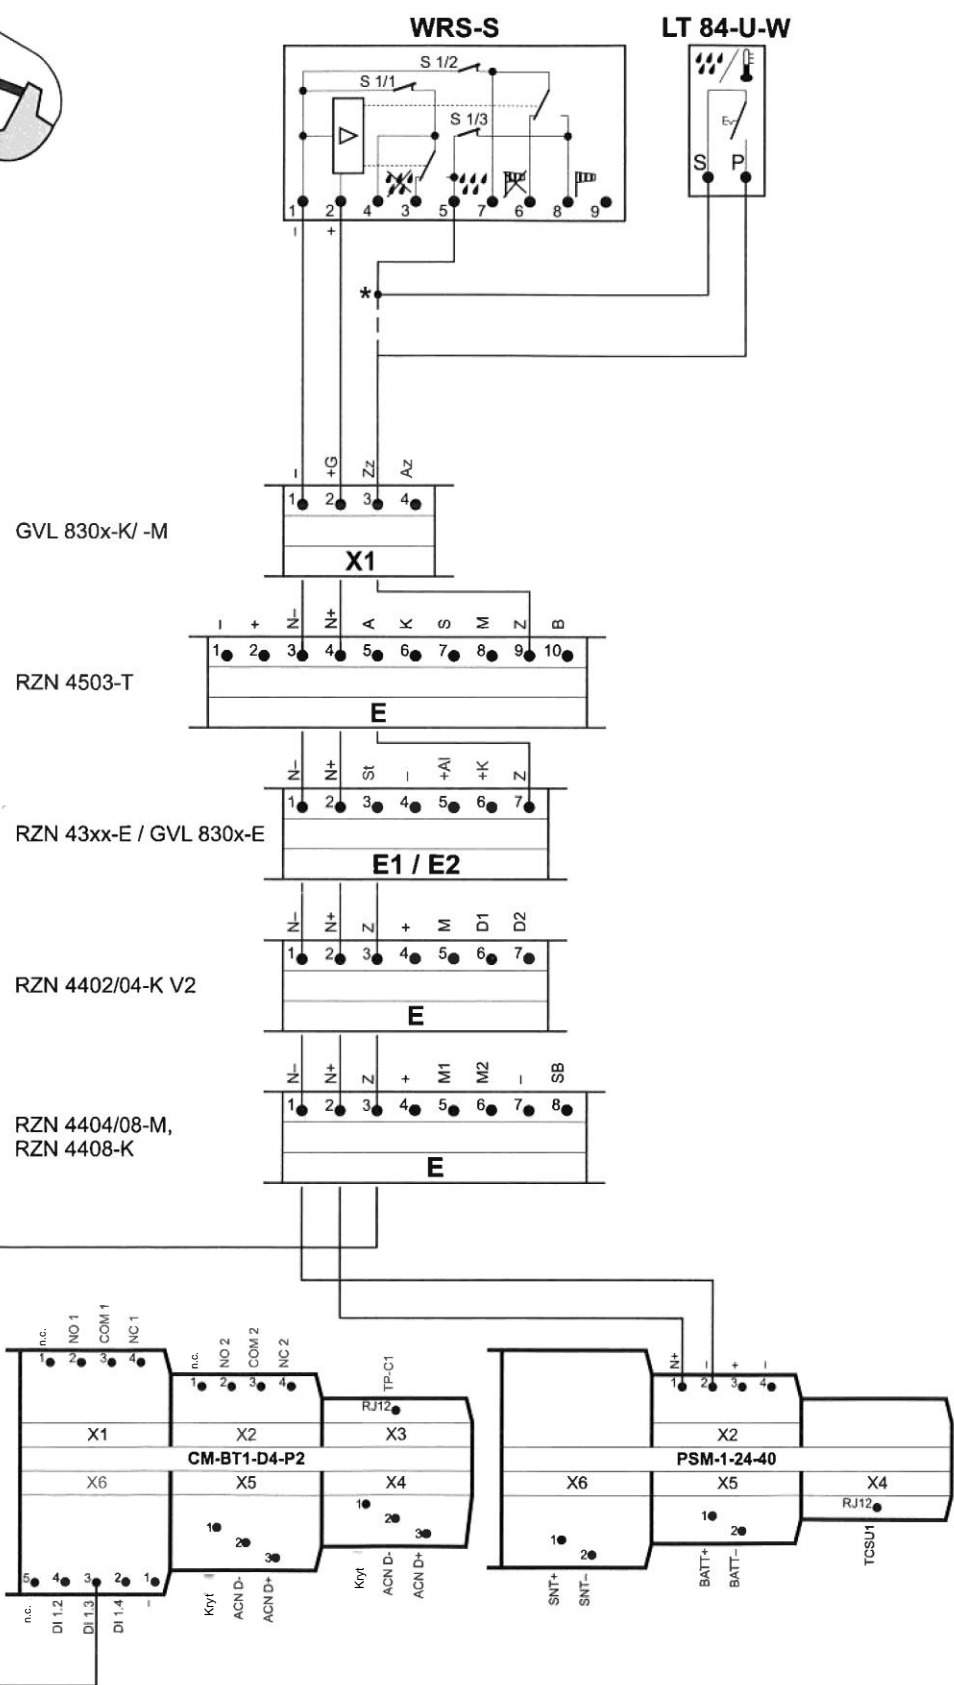 WRS-S LT 84-U-W
S 1/2
S 1/1
S 1/3
E
E
S P
1 2 4 3 5 7 6 8 9
– +
*
– +G Zz Az
1 2 3 4
GVL 830x-K/ -M
X1
– + N– N+ A K S M Z B
1 2 3 4 5 6 7 8 9 10
RZN 4503-T
E
N– N+ St – +Al +K Z
1 2 3 4 5 6 7
RZN 43xx-E / GVL 830x-E
E1 / E2
N– N+ Z + M D1 D2
1 2 3 4 5 6 7
RZN 4402/04-K V2
E
N– N+ Z + M1 M2 – SB
1 2 3 4 5 6 7 8
RZN 4404/08-M,
RZN 4408-K
E
n.c. NO 1 COM 1 NC 1
1 2 3 4
n.c. NO 2 COM 2 NC 2
1 2 3 4
TP-C1
RJ12
X1 X2 X3
CM-BT1-D4-P2
X6 X5 X4
1 2 3
1 2 3
5 4 3 2 1
n.c. DI 1.2 DI 1.3 DI 1.4 –
Kryt ACN D- ACN D+
Kryt ACN D- ACN D+
N+ – + –
1 2 3 4
X2
PSM-1-24-40
X6 X5 X4
RJ12
1 2
1 2
SNT+ SNT–
BATT+ BATT–
TCSU1